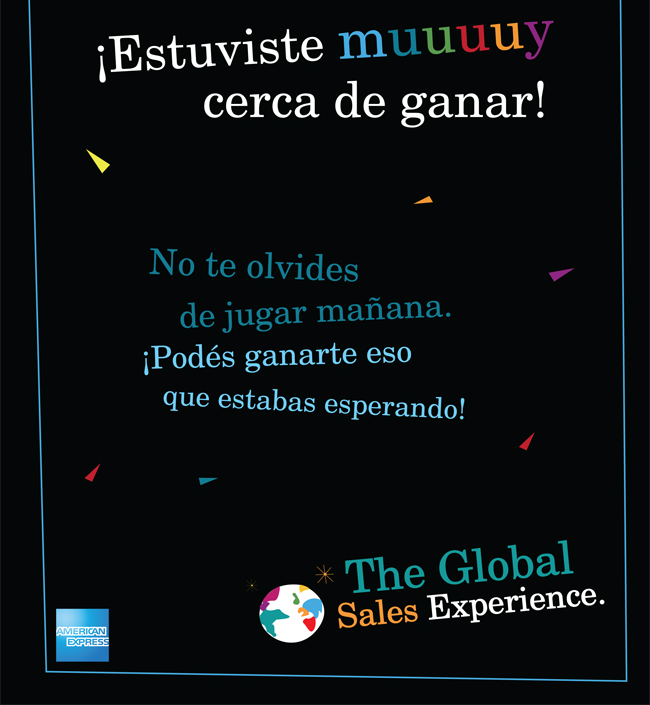 ¡Estuviste muuuuy
cerca de ganar!
No te olvides
de jugar mañana.
¡Podés ganarte eso
que estabas esperando!
The Global
Sales Experience.
AMERICAN
EXPRESS